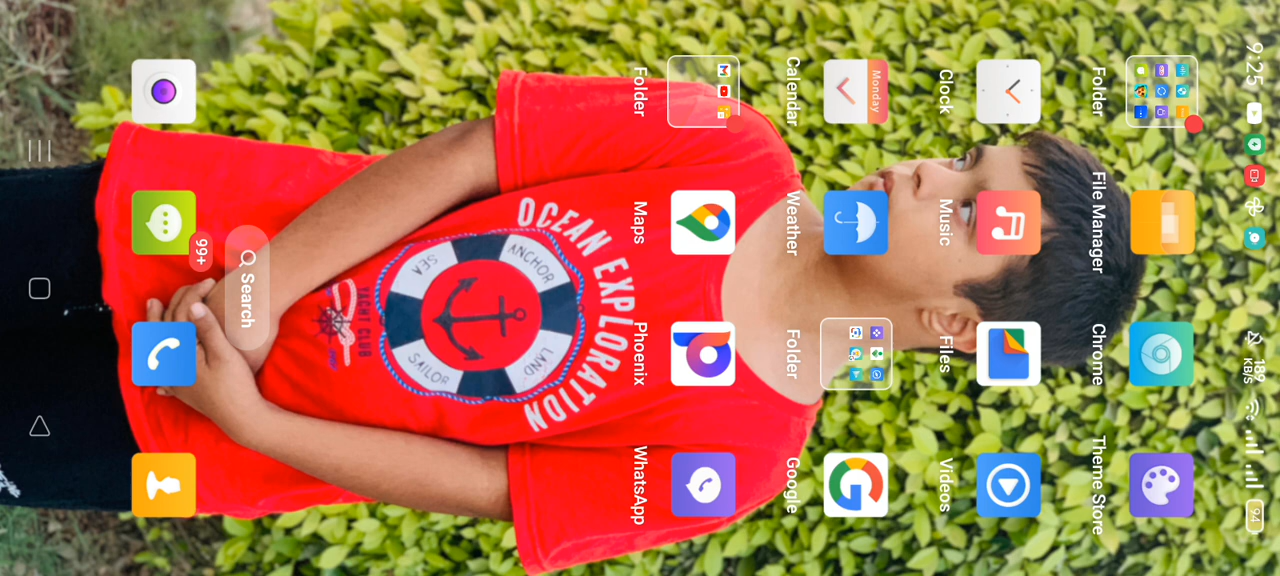 9:25
189
KB/S
94
Folder
File Manager
Chrome
Theme Store
Monday
Clock
Music
Files
Videos
Calendar
Weather
Folder
Google
Folder
Maps
Phoenix
WhatsApp
OCEAN EXPLORATION
ANCHOR
LAND
SEA
SAILOR
YACHT CLUB
Search
99+